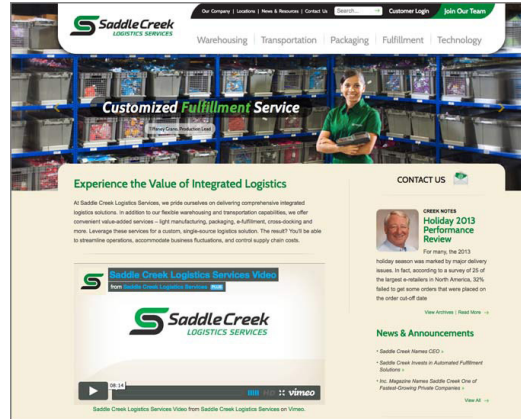 Our Company | Locations | News & Resources | Contact Us
Search...
Customer Login
Join Our Team
Saddle Creek
LOGISTICS SERVICES
Warehousing | Transportation | Packaging | Fulfillment | Technology
Customized Fulfillment Service
Tiffaney Crane, Production Lead
Experience the Value of Integrated Logistics
At Saddle Creek Logistics Services, we pride ourselves on delivering comprehensive integrated
logistics solutions. In addition to our flexible warehousing and transportation capabilities, we offer
convenient value-added services – light manufacturing, packaging, e-fulfillment, cross-docking and
more. Leverage these services for a custom, single-source logistics solution. The result? You'll be able
to streamline operations, accommodate business fluctuations, and control supply chain costs.
Saddle Creek Logistics Services Video
from Saddle Creek Logistics Services
Saddle Creek
LOGISTICS SERVICES
08:14
HD
vimeo
Saddle Creek Logistics Services Video from Saddle Creek Logistics Services on Vimeo.
CONTACT US
CREEK NOTES
Holiday 2013
Performance
Review
For many, the 2013
holiday season was marked by major delivery
issues. In fact, according to a survey of 25 of
the largest e-retailers in North America, 32%
failed to get some orders that were placed on
the order cut-off date
View Archives | Read More →
News & Announcements
• Saddle Creek Names CEO »
• Saddle Creek Invests in Automated Fulfillment
Solutions »
• Inc. Magazine Names Saddle Creek One of
Fastest-Growing Private Companies »
View All →